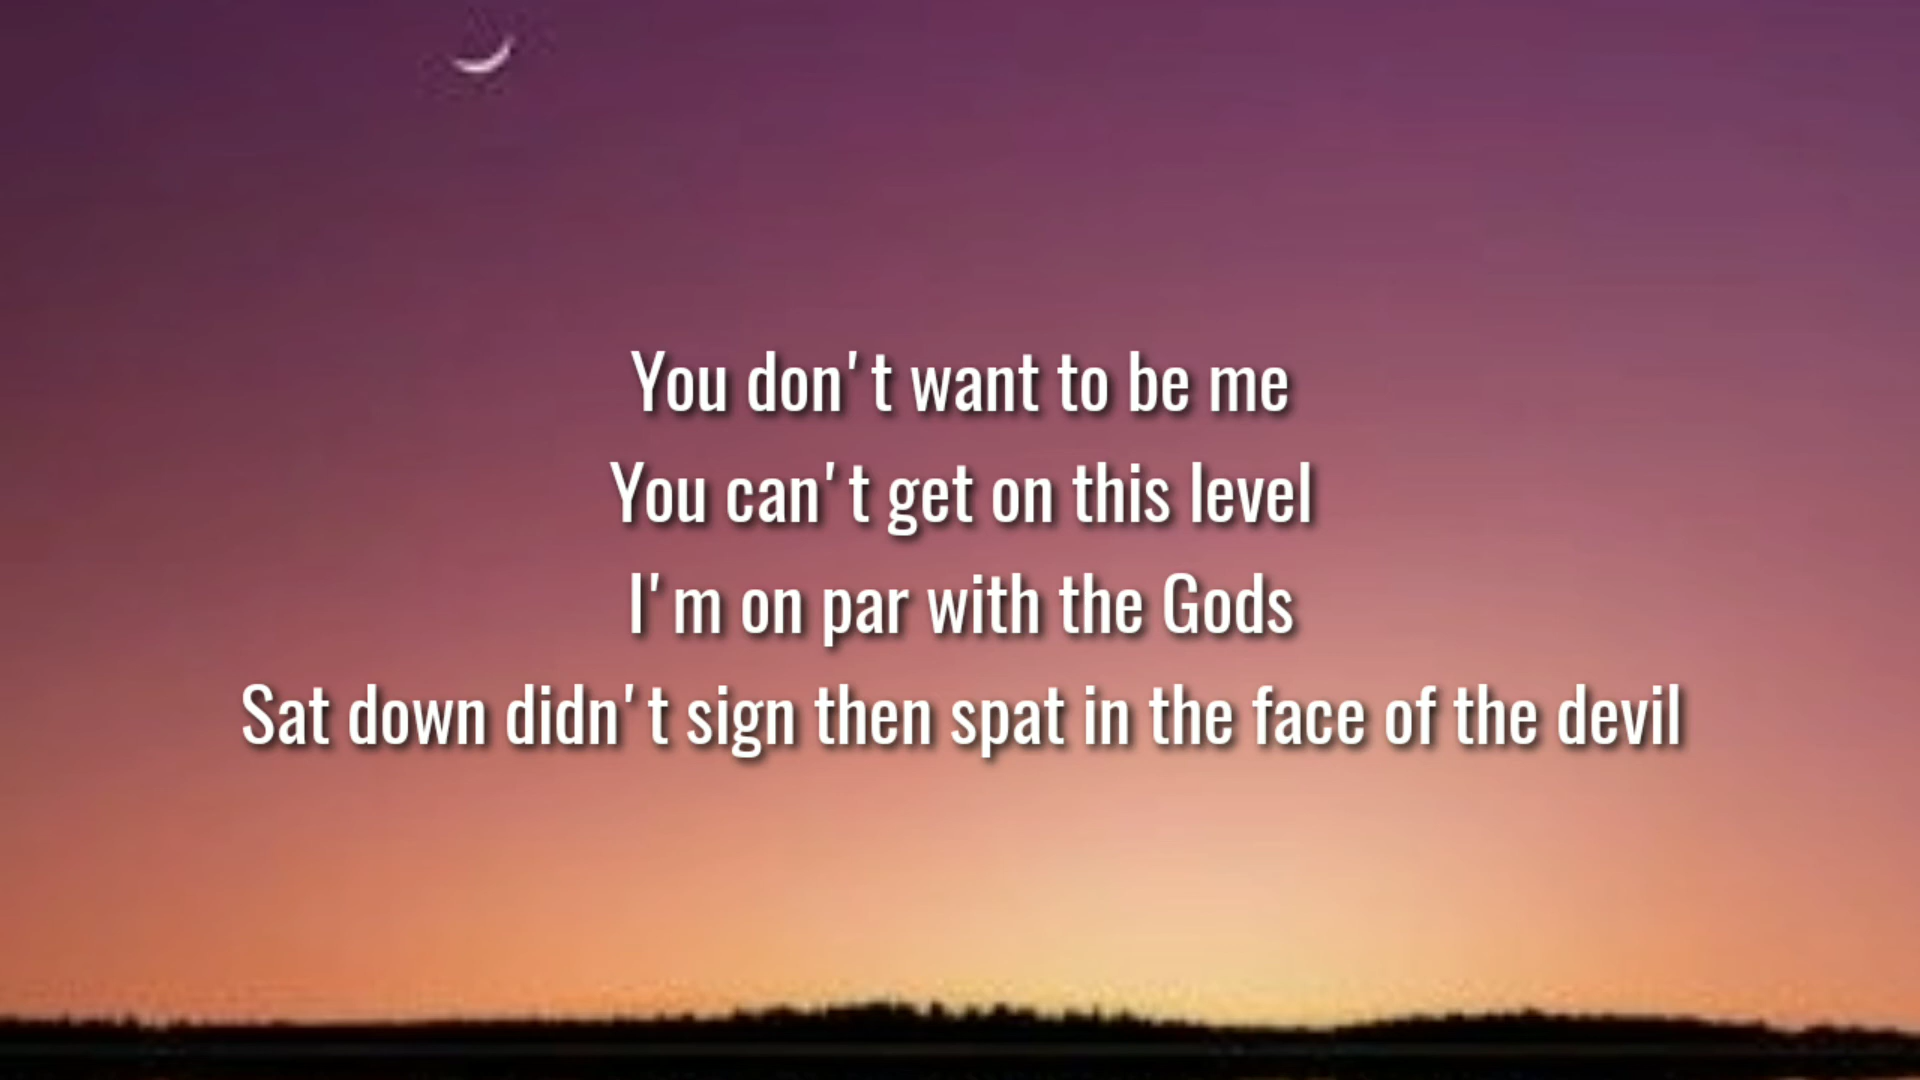 You don't want to be me
You can't get on this level
I'm on par with the Gods
Sat down didn't sign then spat in the face of the devil